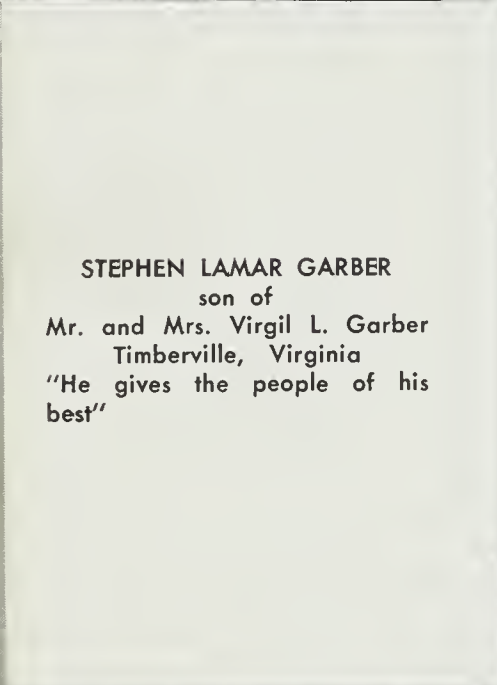 STEPHEN LAMAR GARBER
son of
Mr. and Mrs. Virgil L. Garber
Timberville, Virginia
"He gives the people of his
best"